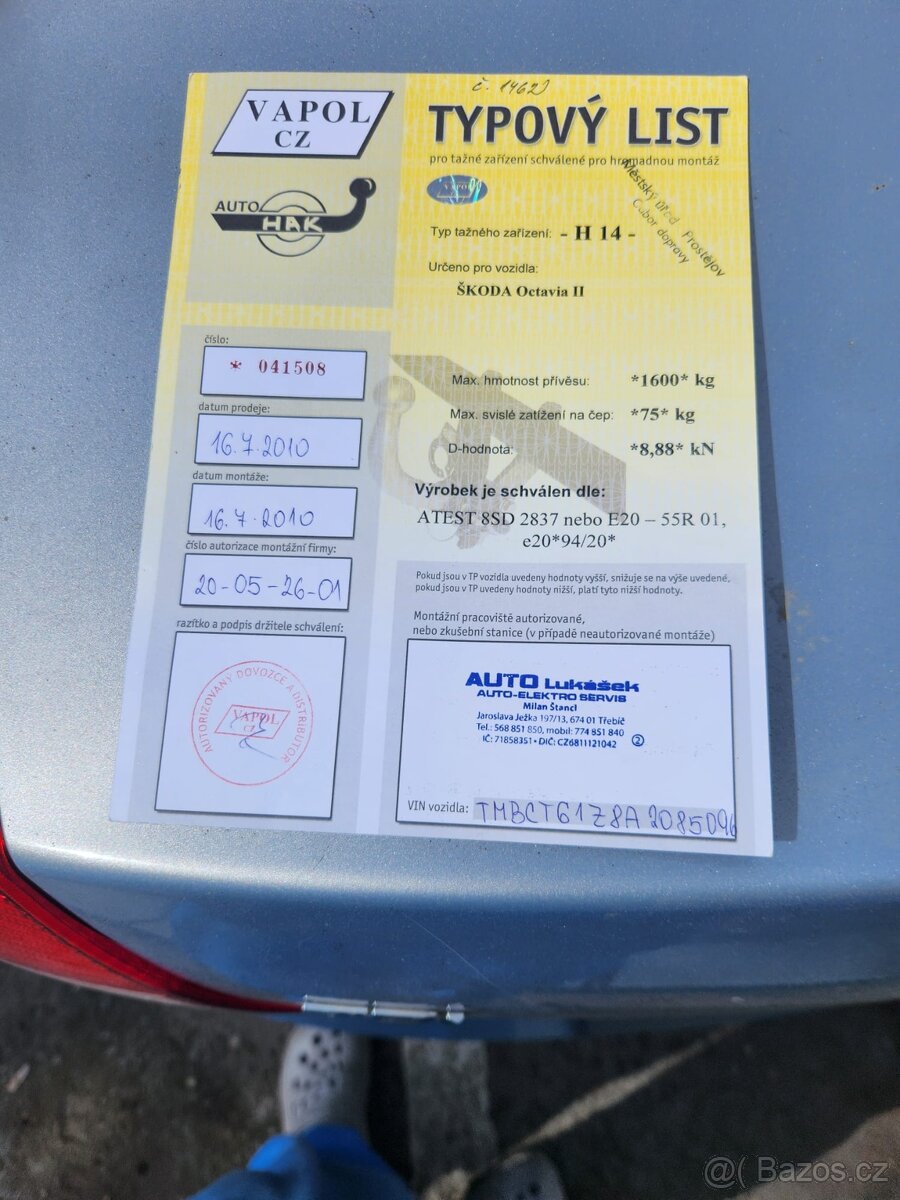 č. 14620
VAPOL
CZ
TYPOVÝ LIST
pro tažné zařízení schválené pro hromadnou montáž
VAPOL
Městský úřad Prostějov
Odbor dopravy
AUTO
HAK
Typ tažného zařízení: - H 14 -
Určeno pro vozidla:
ŠKODA Octavia II
číslo:
* 041508
datum prodeje:
16.7.2010
datum montáže:
16.7.2010
číslo autorizace montážní firmy:
20-05-26-01
razítko a podpis držitele schválení:
AUTORIZOVANÝ DOVOZCE A DISTRIBUTOR
VAPOL
CZ
Max. hmotnost přívěsu: *1600* kg
Max. svislé zatížení na čep: *75* kg
D-hodnota: *8,88* kN
Výrobek je schválen dle:
ATEST 8SD 2837 nebo E20 – 55R 01,
e20*94/20*
Pokud jsou v TP vozidla uvedeny hodnoty vyšší, snižuje se na výše uvedené,
pokud jsou v TP uvedeny hodnoty nižší, platí tyto nižší hodnoty.
Montážní pracoviště autorizované,
nebo zkušební stanice (v případě neautorizované montáže)
AUTO Lukášek
AUTO-ELEKTRO SERVIS
Milan Štancl
Jaroslava Ježka 197/13, 674 01 Třebíč
Tel.: 568 851 850, mobil: 774 851 840
IČ: 71858351 • DIČ: CZ6811121042 2
VIN vozidla: TMBCT61Z8A2085096
@( Bazos.cz